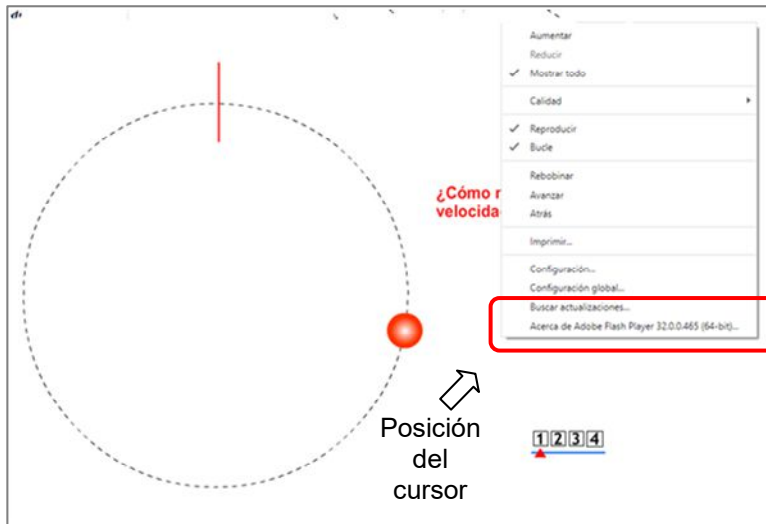 Aumentar
Reducir
Mostrar todo
Calidad
Reproducir
Bucle
Rebobinar
Avanzar
Atrás
Imprimir...
Configuración...
Configuración global...
Buscar actualizaciones...
Acerca de Adobe Flash Player 32.0.0.465 (64-bit)...
¿Cómo
velocida
Posición
del
cursor
1 2 3 4